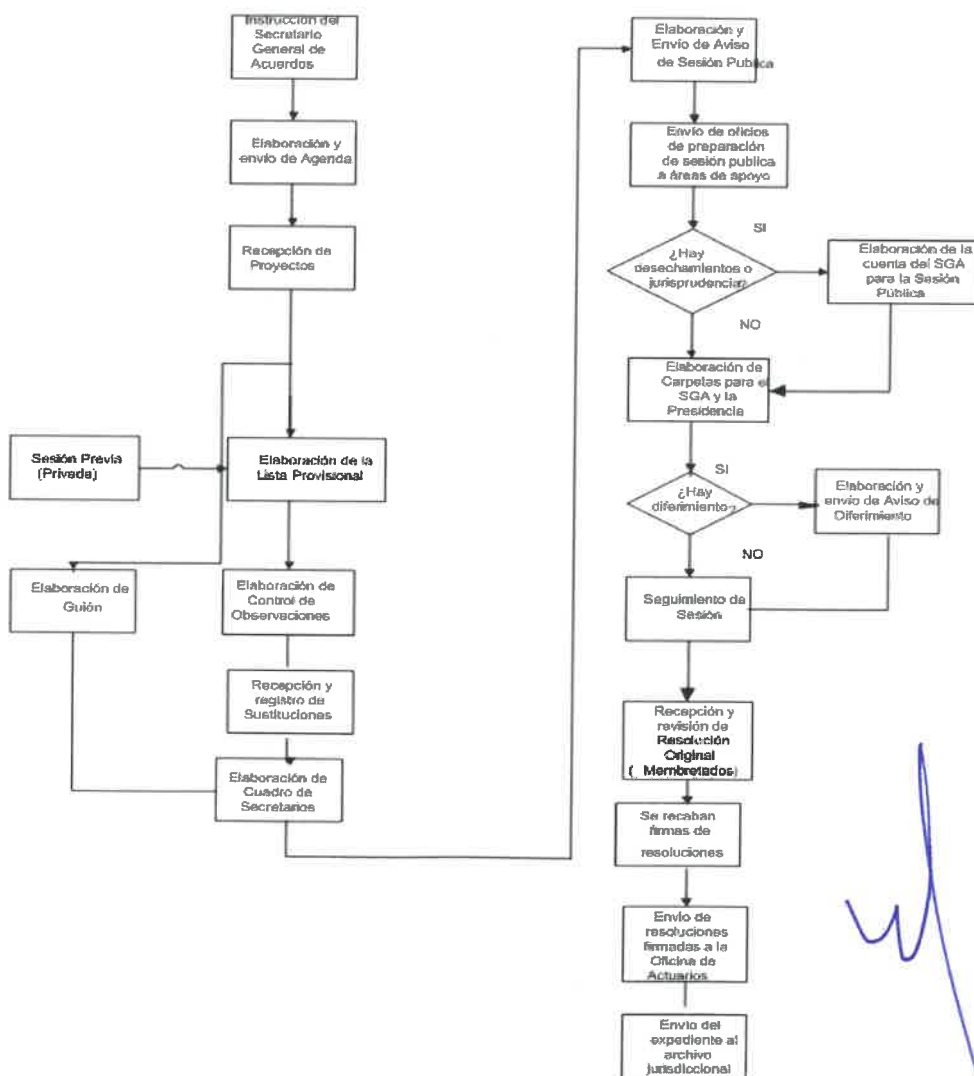 Instrucción del
Secretario
General de
Acuerdos
Elaboración y
envío de Agenda
Recepción de
Proyectos
Sesión Previa
(Privada)
Elaboración de la
Lista Provisional
Elaboración de
Guión
Elaboración de
Control de
Observaciones
Recepción y
registro de
Sustituciones
Elaboración de
Cuadro de
Secretarios
Elaboración y
Envío de Aviso
de Sesión Publica
Envío de oficios
de preparación
de sesión publica
a áreas de apoyo
SI
¿Hay
desechamientos o
jurisprudencia?
Elaboración de la
cuenta del SGA
para la Sesión
Pública
NO
Elaboración de
Carpetas para el
SGA y la
Presidencia
SI
¿Hay
diferimiento?
Elaboración y
envío de Aviso de
Diferimiento
NO
Seguimiento de
Sesión
Recepción y
revisión de
Resolución
Original
( Membretados)
Se recaban
firmas de
resoluciones
Envío de
resoluciones
firmadas a la
Oficina de
Actuarios
Envío del
expediente al
archivo
jurisdiccional